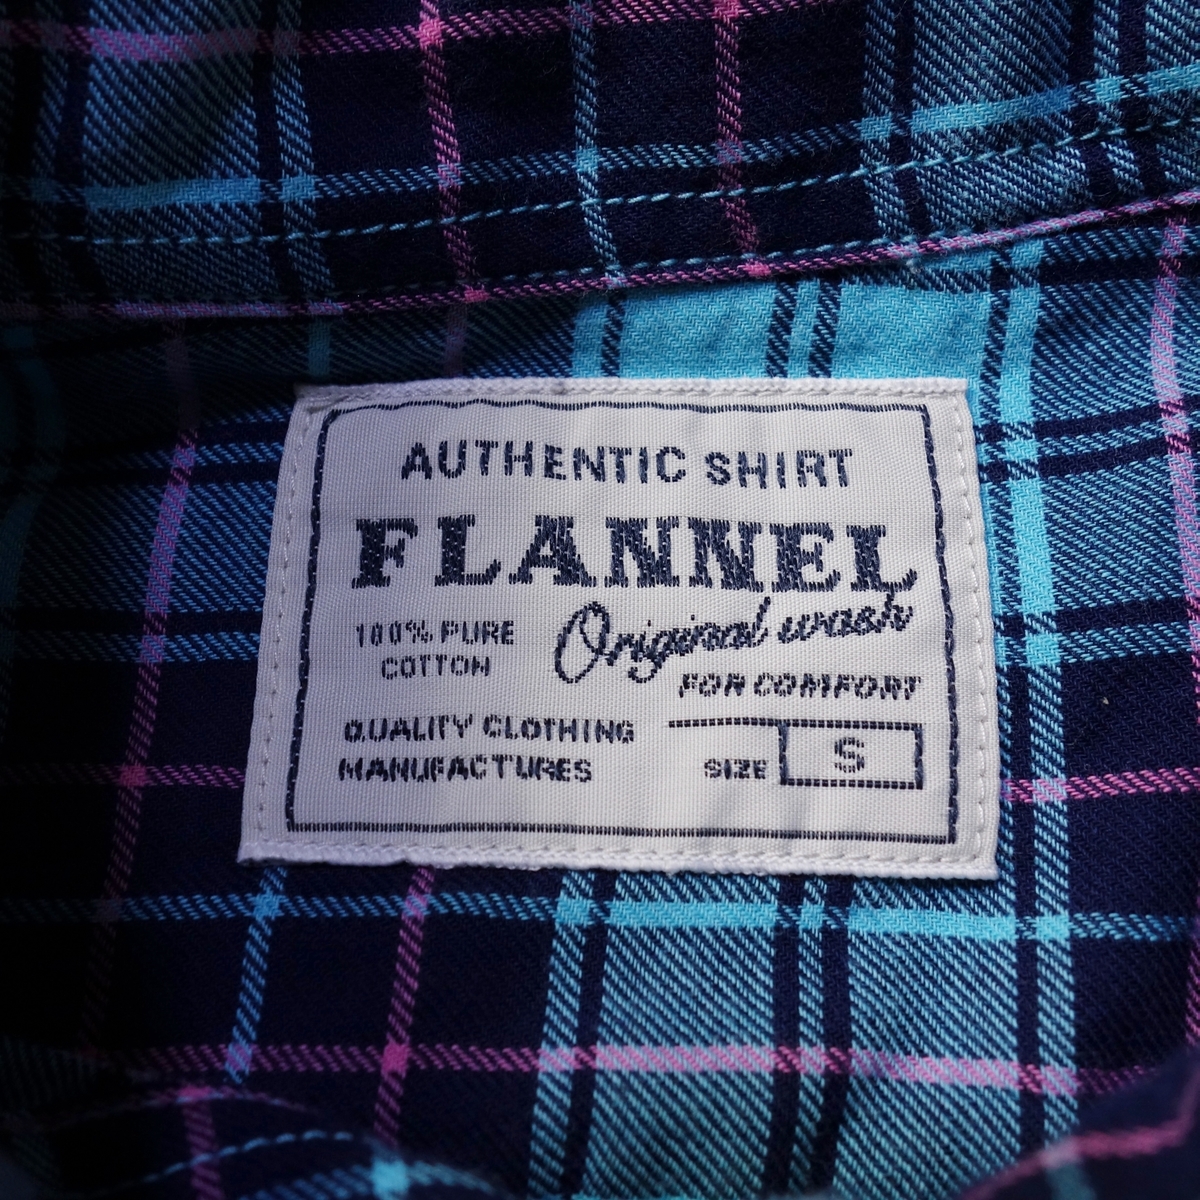 AUTHENTIC SHIRT
FLANNEL
Original wash
100% PURE
COTTON
FOR COMFORT
QUALITY CLOTHING
MANUFACTURES
SIZE S